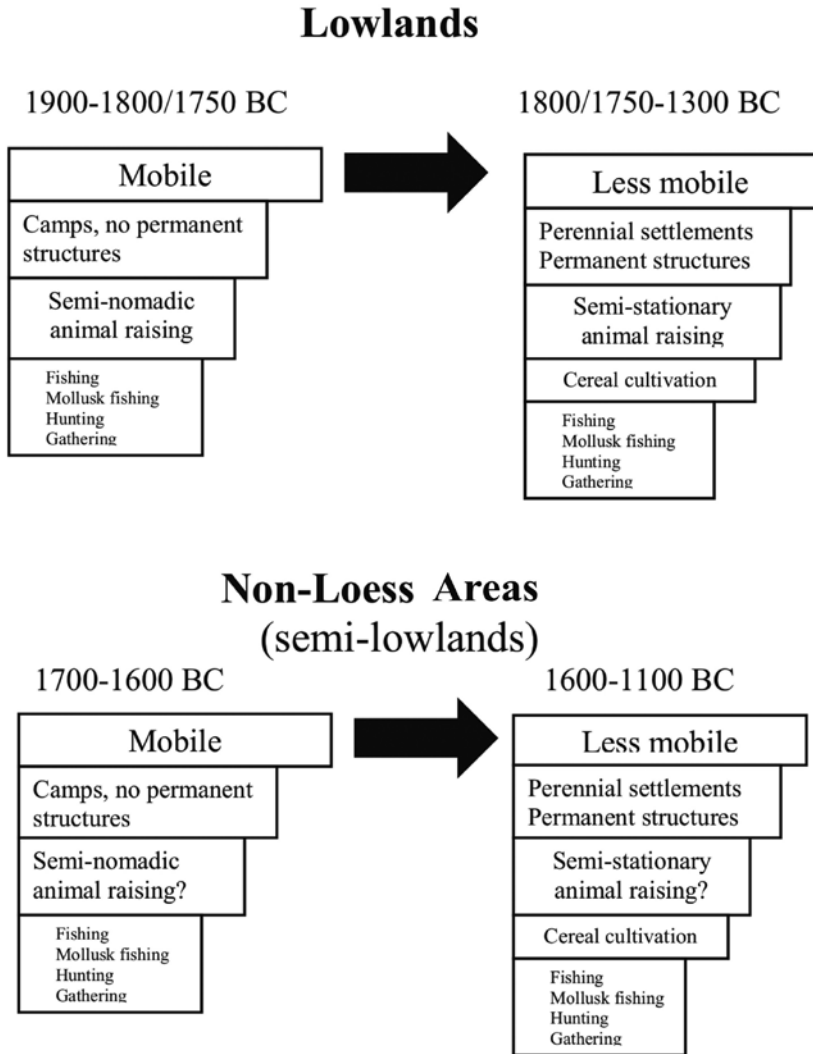 Lowlands
1900-1800/1750 BC
Mobile
Camps, no permanent
structures
Semi-nomadic
animal raising
Fishing
Mollusk fishing
Hunting
Gathering
1800/1750-1300 BC
Less mobile
Perennial settlements
Permanent structures
Semi-stationary
animal raising
Cereal cultivation
Fishing
Mollusk fishing
Hunting
Gathering
Non-Loess Areas
(semi-lowlands)
1700-1600 BC
Mobile
Camps, no permanent
structures
Semi-nomadic
animal raising?
Fishing
Mollusk fishing
Hunting
Gathering
1600-1100 BC
Less mobile
Perennial settlements
Permanent structures
Semi-stationary
animal raising?
Cereal cultivation
Fishing
Mollusk fishing
Hunting
Gathering